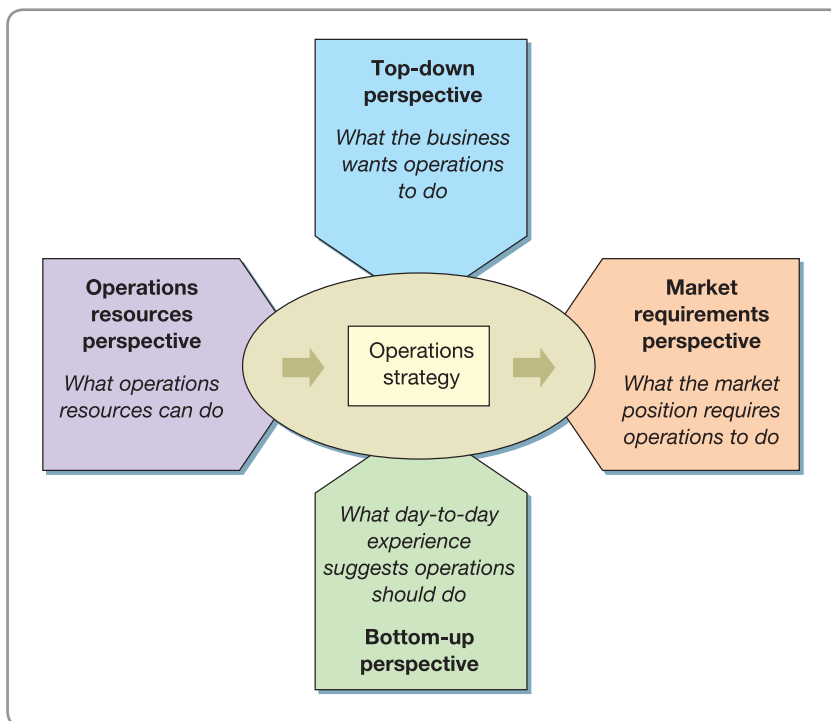 Top-down
perspective
What the business
wants operations
to do
Operations
resources
perspective
What operations
resources can do
Operations
strategy
Market
requirements
perspective
What the market
position requires
operations to do
What day-to-day
experience
suggests operations
should do
Bottom-up
perspective